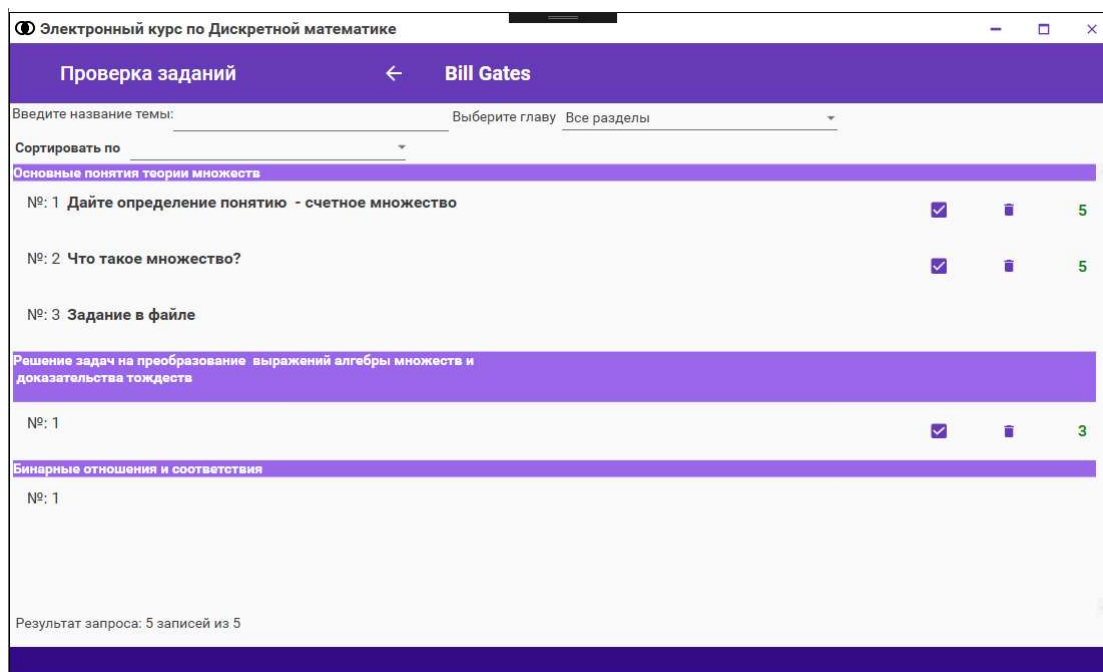 Электронный курс по Дискретной математике
Проверка заданий Bill Gates
Введите название темы: Выберите главу Все разделы
Сортировать по
Основные понятия теории множеств
№: 1 Дайте определение понятию - счетное множество 5
№: 2 Что такое множество? 5
№: 3 Задание в файле
Решение задач на преобразование выражений алгебры множеств и
доказательства тождеств
№: 1 3
Бинарные отношения и соответствия
№: 1
Результат запроса: 5 записей из 5